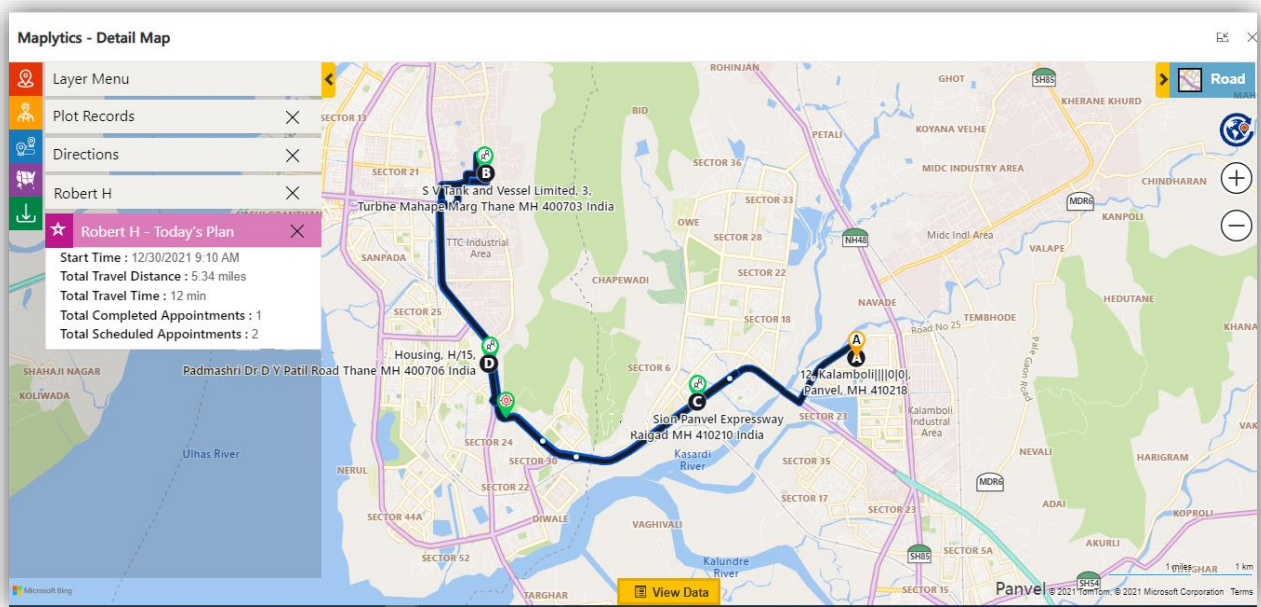 Maplytics - Detail Map
Layer Menu
Plot Records
Directions
Robert H
Robert H - Today's Plan
Start Time : 12/30/2021 9:10 AM
Total Travel Distance : 5.34 miles
Total Travel Time : 12 min
Total Completed Appointments : 1
Total Scheduled Appointments : 2
Road
ROHINJAN
GHOT
SH85
KHERANE KHURD
SECTOR 13
BID
PETALI
KOYANA VELHE
SECTOR 36
MIDC INDUSTRY AREA
SECTOR 21
CHINDHARAN
B
S V Tank and Vessel Limited, 3,
Turbhe Mahape Marg Thane MH 400703 India
SECTOR 33
MDR6
KANPOLI
OWE
SECTOR 28
NH48
Midc Indl Area
VALAPE
TTC Industrial
Area
SANPADA
SECTOR 22
CHAPEWADI
HEDUTANE
NAVADE
SECTOR 25
SECTOR 18
TEMBHODE
Road No 25
Pale Gaon Road
KHANA
A
A
Housing, H/15,
Padmashri Dr D Y Patil Road Thane MH 400706 India
D
SHAHAJI NAGAR
SECTOR 6
12, Kalamboli||||0|0|,
Panvel, MH 410218
KOLIWADA
C
Sion Panvel Expressway
Raigad MH 410210 India
SECTOR 23
Kalamboli
Industrial
Area
SECTOR 24
Ulhas River
SECTOR 30
Kasardi
River
NEVALI
HARIGRAM
VAK
NERUL
SECTOR 35
SECTOR 22
MDR6
SECTOR 17
SECTOR 23
ADAI
KOPROLI
SECTOR 44A
DIWALE
VAGHIVALI
AKURLI
SECTOR 52
SH85
SECTOR 5A
Kalundre
River
1 miles
1 km
Microsoft Bing
TARGHAR
View Data
SECTOR 15
Panvel
SH54
© 2021 TomTom, © 2021 Microsoft Corporation Terms